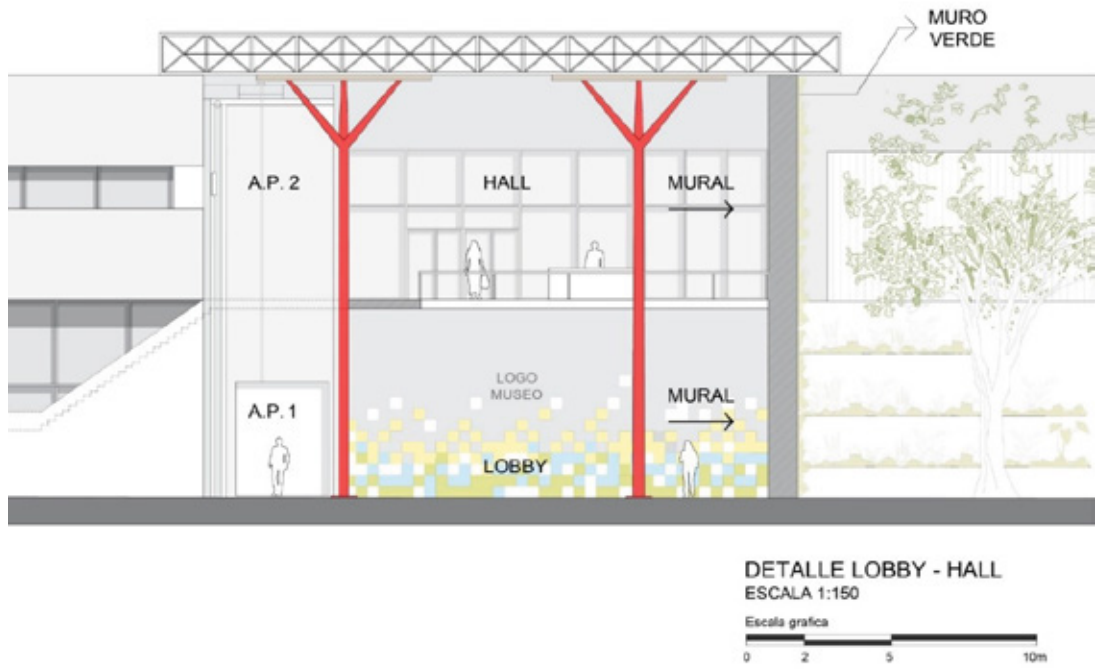 MURO
VERDE
A.P. 2
HALL
MURAL
LOGO
MUSEO
A.P. 1
MURAL
LOBBY
DETALLE LOBBY - HALL
ESCALA 1:150
Escala grafica
0 2 5 10m